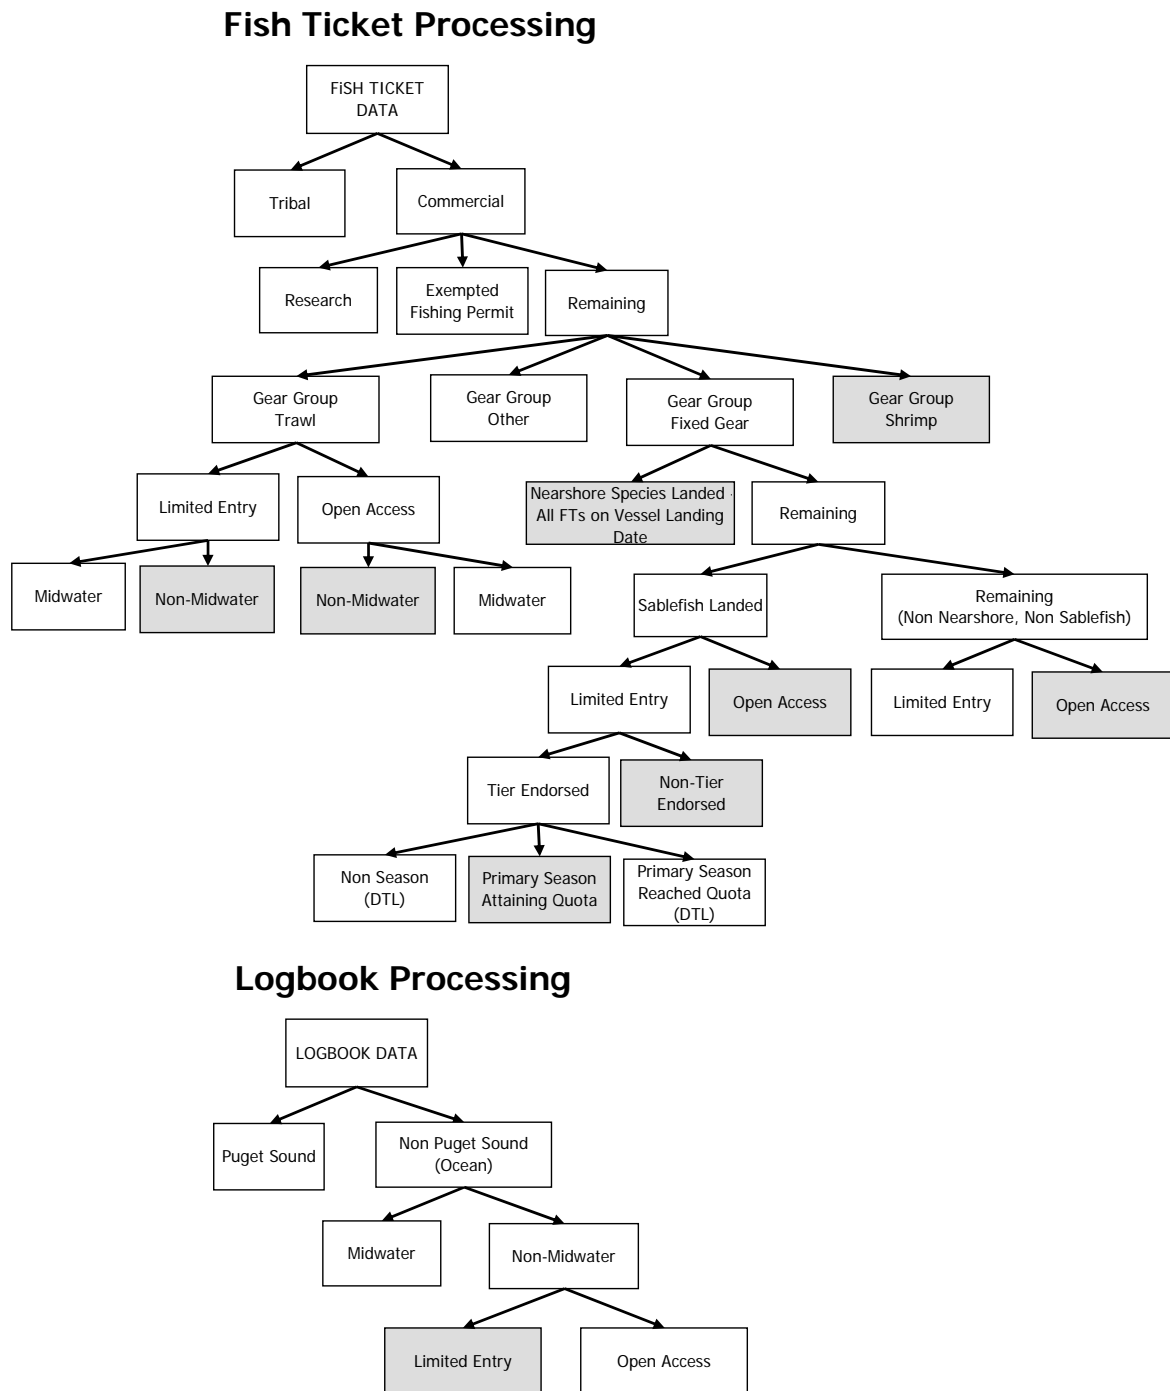 Fish Ticket Processing
FiSH TICKET
DATA
Tribal
Commercial
Research
Exempted
Fishing Permit
Remaining
Gear Group
Trawl
Gear Group
Other
Gear Group
Fixed Gear
Gear Group
Shrimp
Limited Entry
Open Access
Nearshore Species Landed -
All FTs on Vessel Landing
Date
Remaining
Midwater
Non-Midwater
Non-Midwater
Midwater
Sablefish Landed
Remaining
(Non Nearshore, Non Sablefish)
Limited Entry
Open Access
Limited Entry
Open Access
Tier Endorsed
Non-Tier
Endorsed
Non Season
(DTL)
Primary Season
Attaining Quota
Primary Season
Reached Quota
(DTL)
Logbook Processing
LOGBOOK DATA
Puget Sound
Non Puget Sound
(Ocean)
Midwater
Non-Midwater
Limited Entry
Open Access